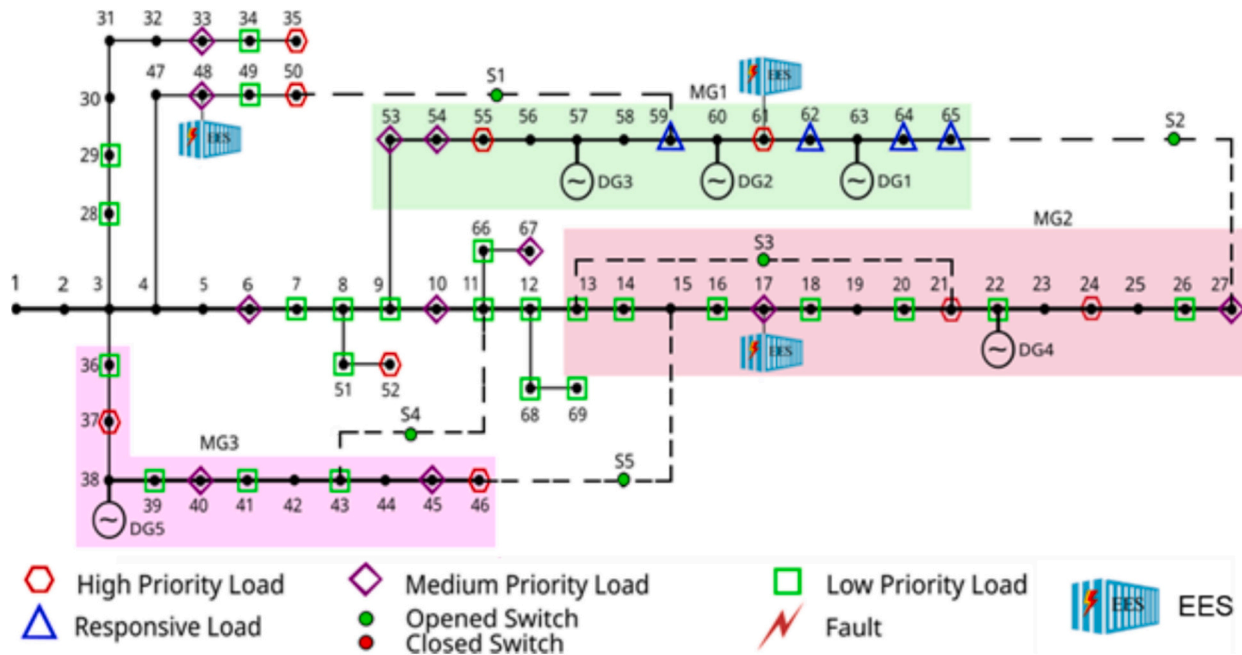 31 32 33 34 35
47 48 49 50
S1
EES
MG1
30
EES
53 54 55 56 57 58 59 60 61 62 63 64 65
S2
29
DG3 DG2 DG1
28
66 67
MG2
S3
1 2 3 4 5 6 7 8 9 10 11 12 13 14 15 16 17 18 19 20 21 22 23 24 25 26 27
EES
DG4
36
51 52
68 69
37
S4
MG3
S5
38
39 40 41 42 43 44 45 46
DG5
High Priority Load
Medium Priority Load
Low Priority Load
EES
EES
Responsive Load
Opened Switch
Closed Switch
Fault